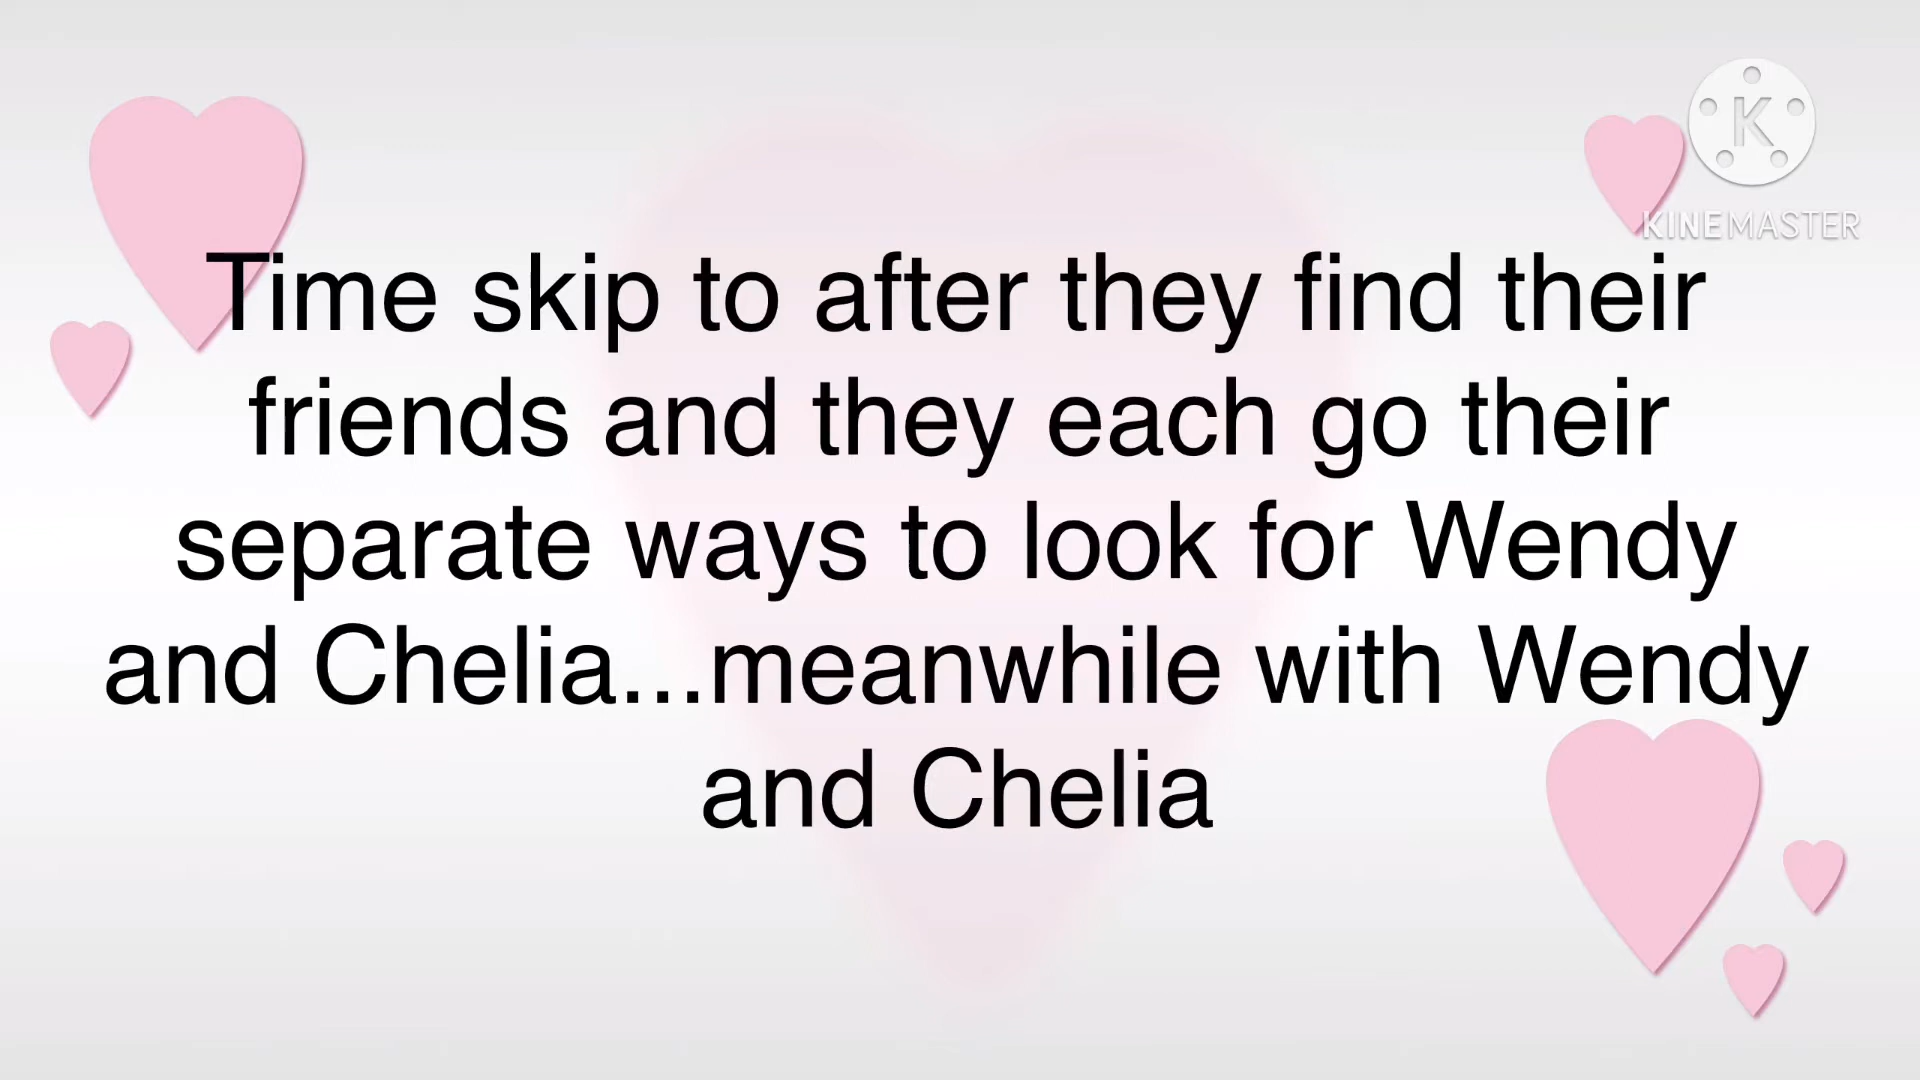 K
KINEMASTER
Time skip to after they find their
friends and they each go their
separate ways to look for Wendy
and Chelia...meanwhile with Wendy
and Chelia